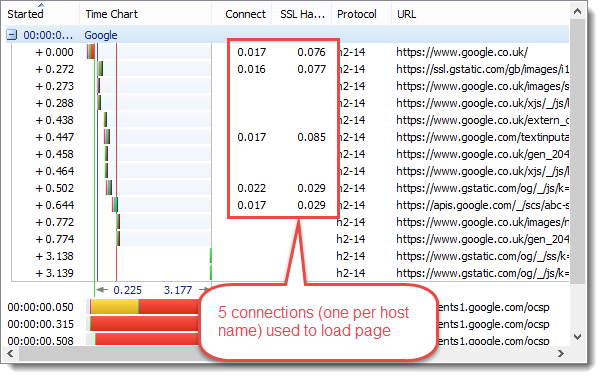 Started Time Chart Connect SSL Ha... Protocol URL
00:00:0... Google
+ 0.000 0.017 0.076 h2-14 https://www.google.co.uk/
+ 0.272 0.016 0.077 h2-14 https://ssl.gstatic.com/gb/images/i1
+ 0.273 h2-14 https://www.google.co.uk/images/s
+ 0.288 h2-14 https://www.google.co.uk/xjs/_/js/k
+ 0.438 h2-14 https://www.google.co.uk/extern_c
+ 0.447 0.017 0.085 h2-14 https://www.google.com/textinputa
+ 0.458 h2-14 https://www.google.co.uk/gen_204
+ 0.464 h2-14 https://www.google.co.uk/xjs/_/js/k
+ 0.502 0.022 0.029 h2-14 https://www.gstatic.com/og/_/js/k=
+ 0.644 0.017 0.029 h2-14 https://apis.google.com/_/scs/abc-s
+ 0.772 h2-14 https://www.google.co.uk/images/n
+ 0.774 h2-14 https://www.google.co.uk/gen_204
+ 3.138 h2-14 https://www.gstatic.com/og/_/ss/k=
+ 3.139 h2-14 https://www.gstatic.com/og/_/js/k=
0.225 3.177
5 connections (one per host
name) used to load page
00:00:00.050 ents1.google.com/ocsp
00:00:00.315 ents1.google.com/ocsp
00:00:00.508 ents1.google.com/ocsp